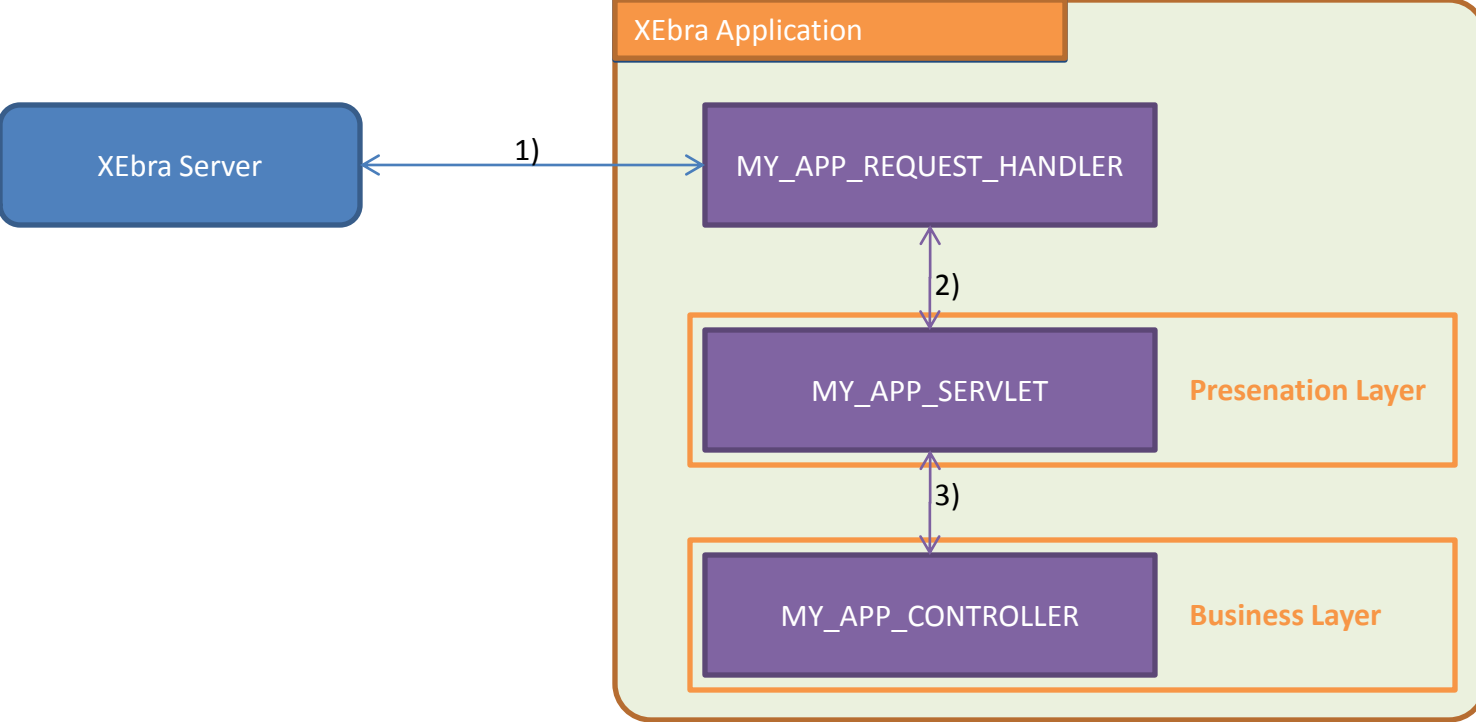 XEbra Application
XEbra Server
1)
MY_APP_REQUEST_HANDLER
2)
MY_APP_SERVLET
Presenation Layer
3)
MY_APP_CONTROLLER
Business Layer